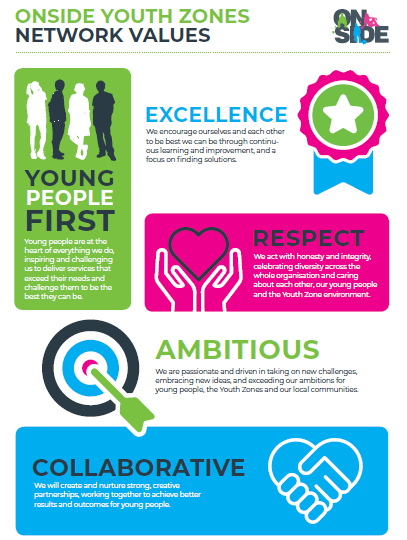 ONSIDE YOUTH ZONES
NETWORK VALUES
ON
SIDE
YOUNG
PEOPLE
FIRST
Young people are at the
heart of everything we do,
inspiring and challenging
us to deliver services that
exceed their needs and
challenge them to be the
best they can be.
EXCELLENCE
We encourage ourselves and each other
to be best we can be through continu-
ous learning and improvement, and a
focus on finding solutions.
RESPECT
We act with honesty and integrity,
celebrating diversity across the
whole organisation and caring
about each other, our young people
and the Youth Zone environment.
AMBITIOUS
We are passionate and driven in taking on new challenges,
embracing new ideas, and exceeding our ambitions for
young people, the Youth Zones and our local communities.
COLLABORATIVE
We will create and nurture strong, creative
partnerships, working together to achieve better
results and outcomes for young people.